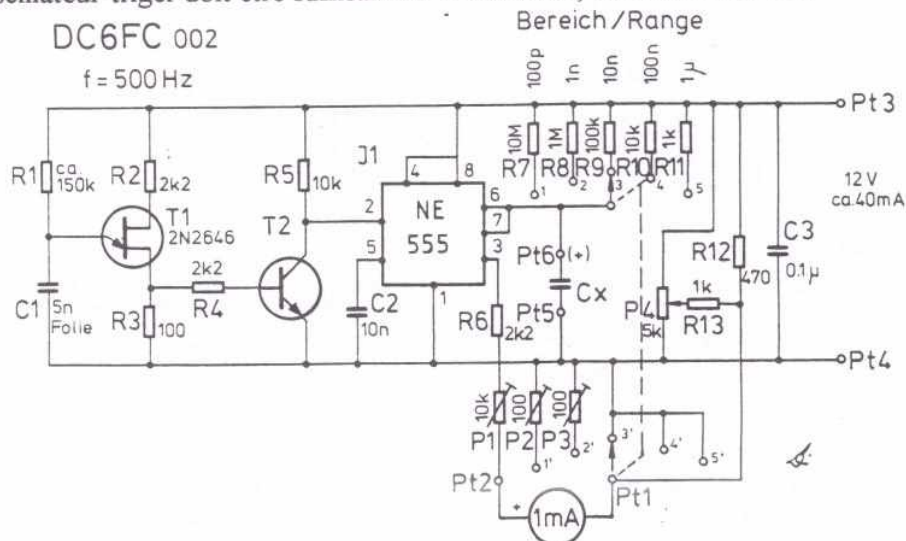 DC6FC 002
f = 500 Hz
Bereich / Range
100p
1n
10n
100n
1µ
Pt3
R1
ca.
150k
R2
2k2
R5
10k
J1
4
8
10M
1M
100k
10k
1k
R7
R8
R9
R10
R11
1
2
3
4
5
12V
ca.40mA
T1
2N2646
T2
2
NE
555
6
7
3
5
1
2k2
R4
C1
5n
Folie
R3
100
C2
10n
R6
2k2
Pt6
(+)
Cx
Pt5
P4
5k
1k
R13
R12
470
C3
0.1µ
Pt4
10k
100
100
P1
P2
P3
1'
2'
3'
4'
5'
Pt2
+
1mA
Pt1